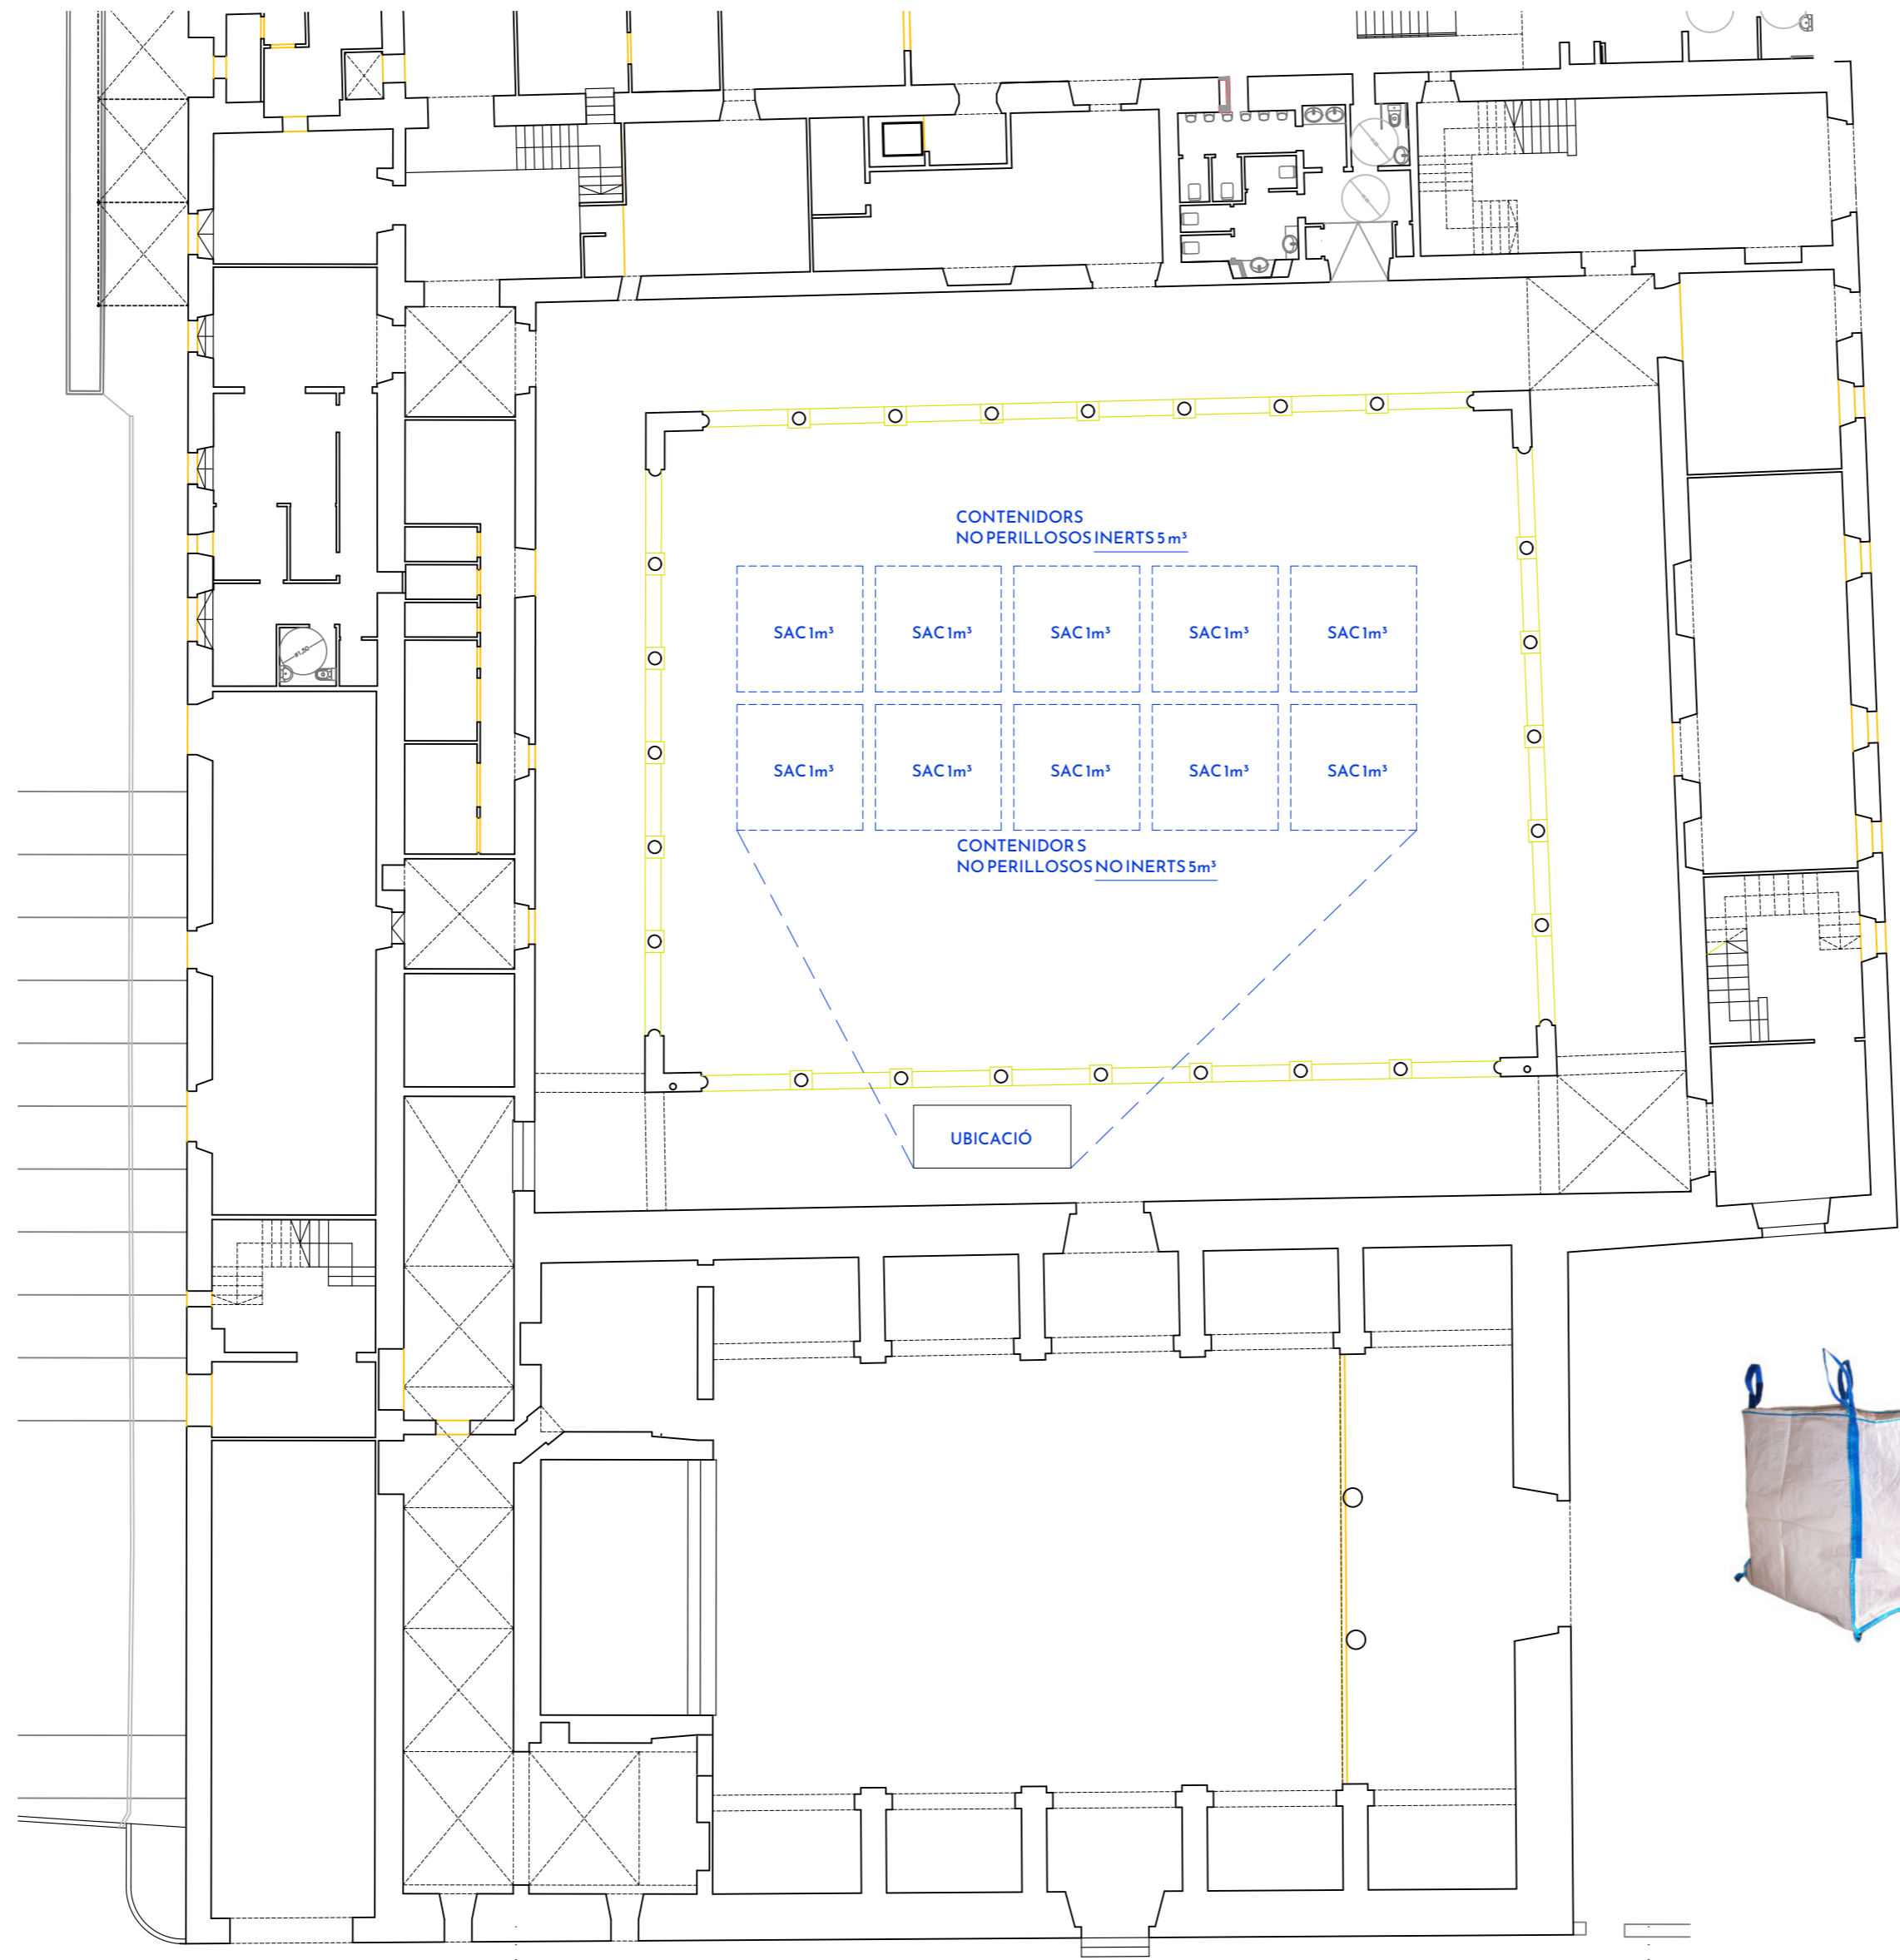 CONTENIDORS
NO PERILLOSOS INERTS 5 m³
SAC 1m³ SAC 1m³ SAC 1m³ SAC 1m³ SAC 1m³
SAC 1m³ SAC 1m³ SAC 1m³ SAC 1m³ SAC 1m³
CONTENIDORS
NO PERILLOSOS NO INERTS 5m³
UBICACIÓ